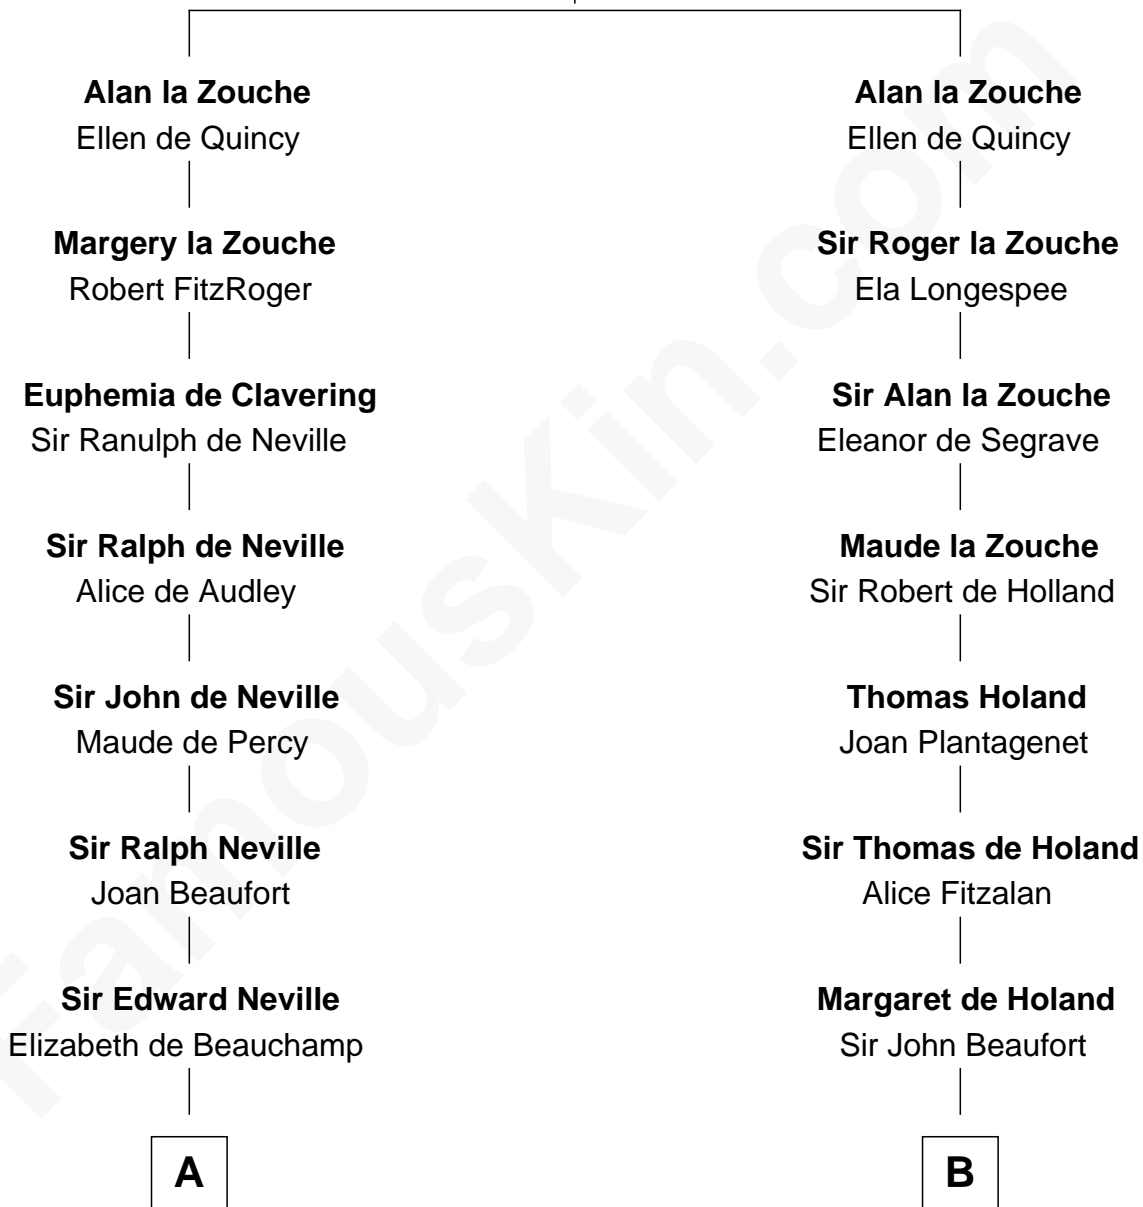 Alan la Zouche
Ellen de Quincy
Margery la Zouche
Robert FitzRoger
Euphemia de Clavering
Sir Ranulph de Neville
Sir Ralph de Neville
Alice de Audley
Sir John de Neville
Maude de Percy
Sir Ralph Neville
Joan Beaufort
Sir Edward Neville
Elizabeth de Beauchamp
A
Alan la Zouche
Ellen de Quincy
Sir Roger la Zouche
Ela Longespee
Sir Alan la Zouche
Eleanor de Segrave
Maude la Zouche
Sir Robert de Holland
Thomas Holand
Joan Plantagenet
Sir Thomas de Holand
Alice Fitzalan
Margaret de Holand
Sir John Beaufort
B
FamousKin.com